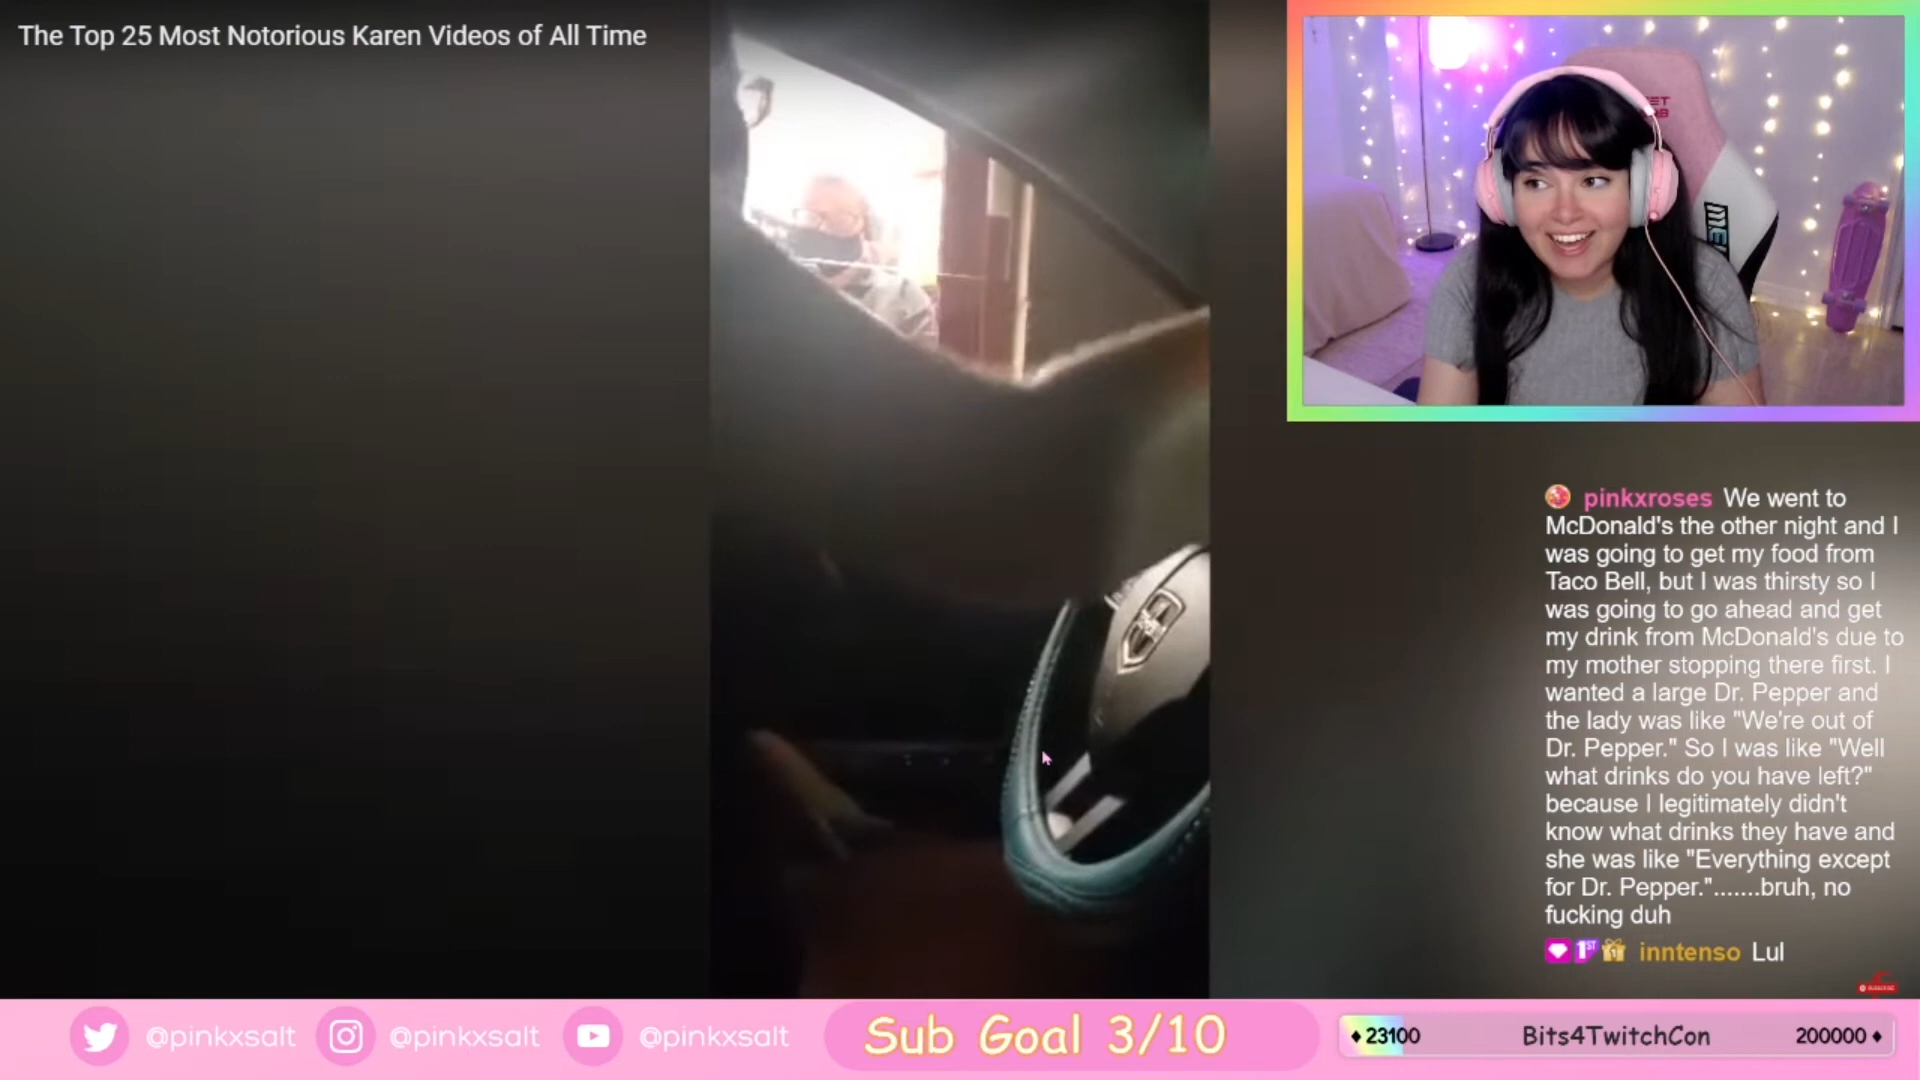 The Top 25 Most Notorious Karen Videos of All Time
pinkxroses We went to
McDonald's the other night and I
was going to get my food from
Taco Bell, but I was thirsty so I
was going to go ahead and get
my drink from McDonald's due to
my mother stopping there first. I
wanted a large Dr. Pepper and
the lady was like "We're out of
Dr. Pepper." So I was like "Well
what drinks do you have left?"
because I legitimately didn't
know what drinks they have and
she was like "Everything except
for Dr. Pepper.".......bruh, no
fucking duh
1ST inntenso Lul
SUBSCRIBE
@pinkxsalt @pinkxsalt @pinkxsalt Sub Goal 3/10 23100 Bits4TwitchCon 200000